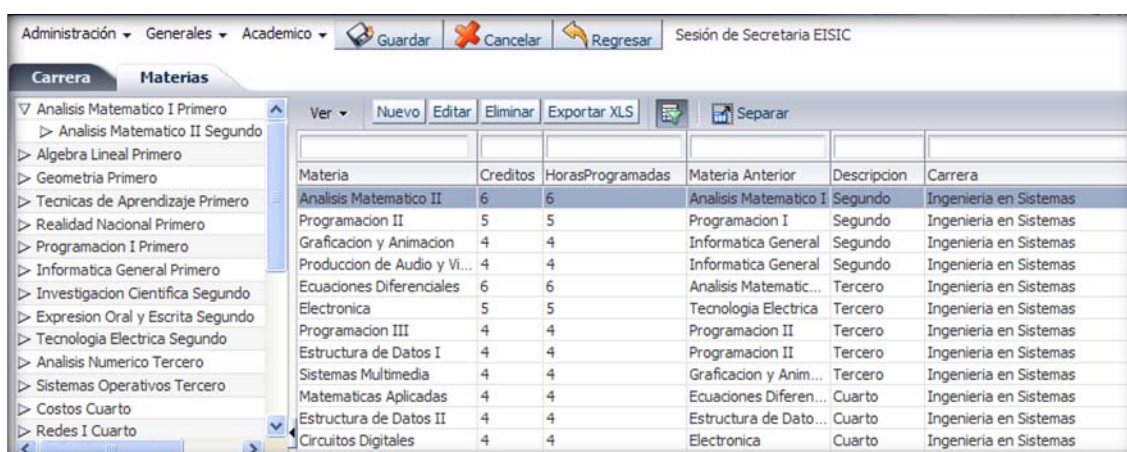 Administración Generales Academico Guardar Cancelar Regresar Sesión de Secretaria EISIC
Carrera Materias
Analisis Matematico I Primero
Analisis Matematico II Segundo
Algebra Lineal Primero
Geometria Primero
Tecnicas de Aprendizaje Primero
Realidad Nacional Primero
Programacion I Primero
Informatica General Primero
Investigacion Cientifica Segundo
Expresion Oral y Escrita Segundo
Tecnologia Electrica Segundo
Analisis Numerico Tercero
Sistemas Operativos Tercero
Costos Cuarto
Redes I Cuarto
Ver Nuevo Editar Eliminar Exportar XLS Separar
Materia Creditos HorasProgramadas Materia Anterior Descripcion Carrera
Analisis Matematico II 6 6 Analisis Matematico I Segundo Ingenieria en Sistemas
Programacion II 5 5 Programacion I Segundo Ingenieria en Sistemas
Graficacion y Animacion 4 4 Informatica General Segundo Ingenieria en Sistemas
Produccion de Audio y Vi... 4 4 Informatica General Segundo Ingenieria en Sistemas
Ecuaciones Diferenciales 6 6 Analisis Matematic... Tercero Ingenieria en Sistemas
Electronica 5 5 Tecnologia Electrica Tercero Ingenieria en Sistemas
Programacion III 4 4 Programacion II Tercero Ingenieria en Sistemas
Estructura de Datos I 4 4 Programacion II Tercero Ingenieria en Sistemas
Sistemas Multimedia 4 4 Graficacion y Anim... Tercero Ingenieria en Sistemas
Matematicas Aplicadas 4 4 Ecuaciones Diferen... Cuarto Ingenieria en Sistemas
Estructura de Datos II 4 4 Estructura de Dato... Cuarto Ingenieria en Sistemas
Circuitos Digitales 4 4 Electronica Cuarto Ingenieria en Sistemas